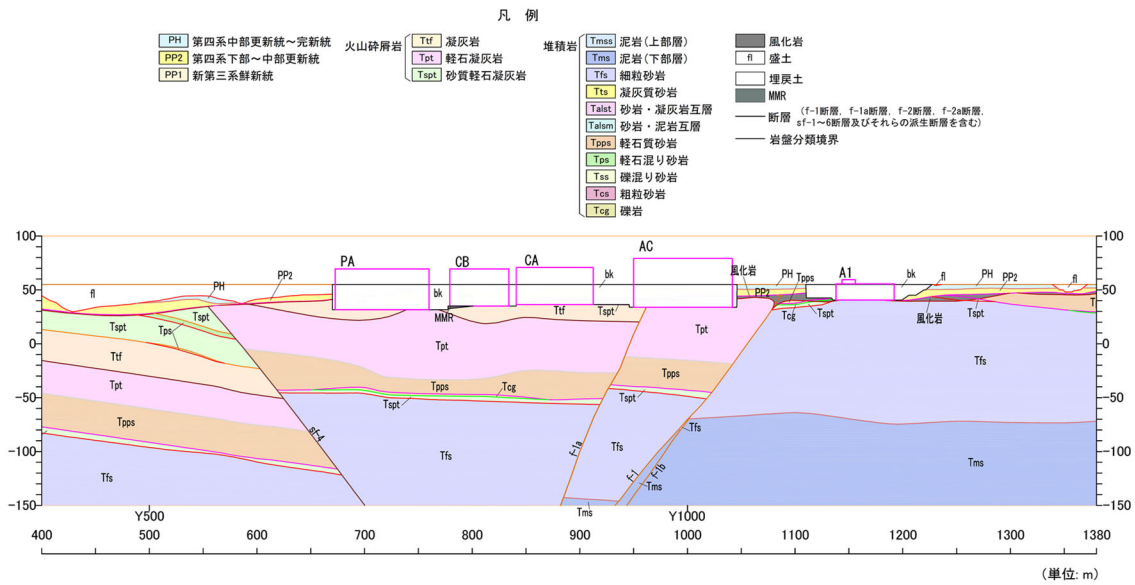 凡 例
PH 第四系中部更新統～完新統
PP2 第四系下部～中部更新統
PP1 新第三系鮮新統
火山砕屑岩
Ttf 凝灰岩
Tpt 軽石凝灰岩
Tspt 砂質軽石凝灰岩
堆積岩
Tmss 泥岩(上部層)
Tms 泥岩(下部層)
Tfs 細粒砂岩
Tts 凝灰質砂岩
Talst 砂岩・凝灰岩互層
Talsm 砂岩・泥岩互層
Tpps 軽石質砂岩
Tps 軽石混り砂岩
Tss 礫混り砂岩
Tcs 粗粒砂岩
Tcg 礫岩
風化岩
fl 盛土
埋戻土
MMR
断層 (f-1断層, f-1a断層, f-2断層, f-2a断層,
sf-1～6断層及びそれらの派生断層を含む)
岩盤分類境界
100 100
PA CB CA AC A1
fl PH PP2 bk bk 風化岩 PH Tpps bk fl PH PP2 fl
50 50
PP2
MMR Ttf Tspt Tcg Tspt 風化岩 Tspt
Tspt Tspt Tps
Tpt Tpt
0 0
Ttf Tfs
Tpt Tpps Tcg Tpps
Tspt Tspt
-50 -50
Tpps sf-4 Tfs
f-1a
-100 -100
Tfs Tfs Tfs f-1 f-1b Tms
Tms
-150 Tms -150
Y500 Y1000
400 500 600 700 800 900 1000 1100 1200 1300 1380
(単位: m)